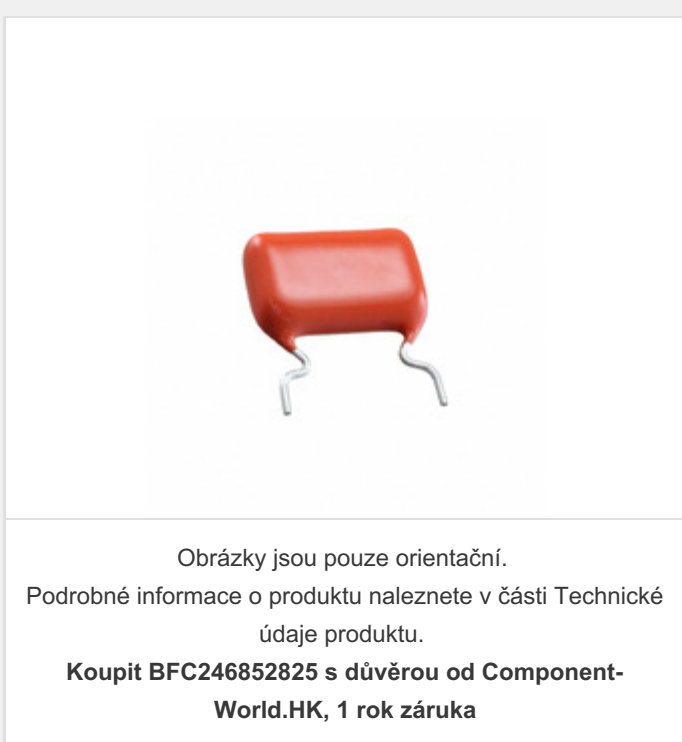 Obrázky jsou pouze orientační.
Podrobné informace o produktu naleznete v části Technické
údaje produktu.
Koupit BFC246852825 s důvěrou od Component-
World.HK, 1 rok záruka